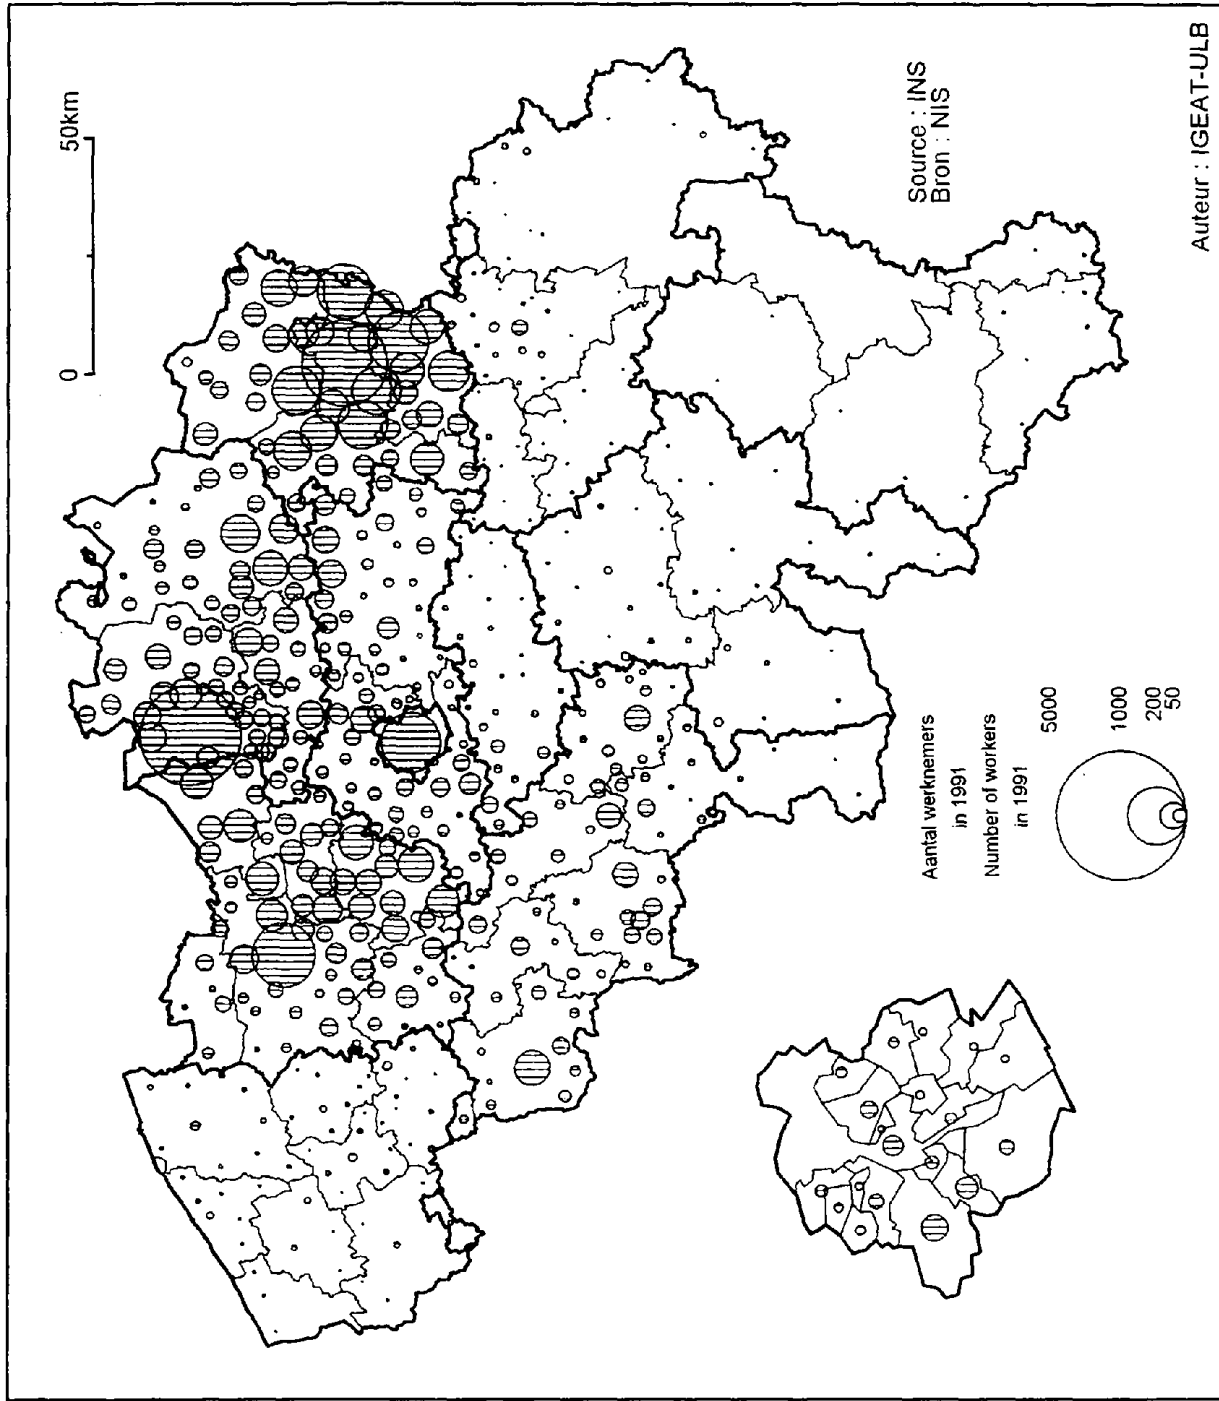 0 50km
Source : INS
Bron : NIS
Aantal werknemers
in 1991
Number of workers
in 1991
5000
1000
200
50
Auteur : IGEAT-ULB